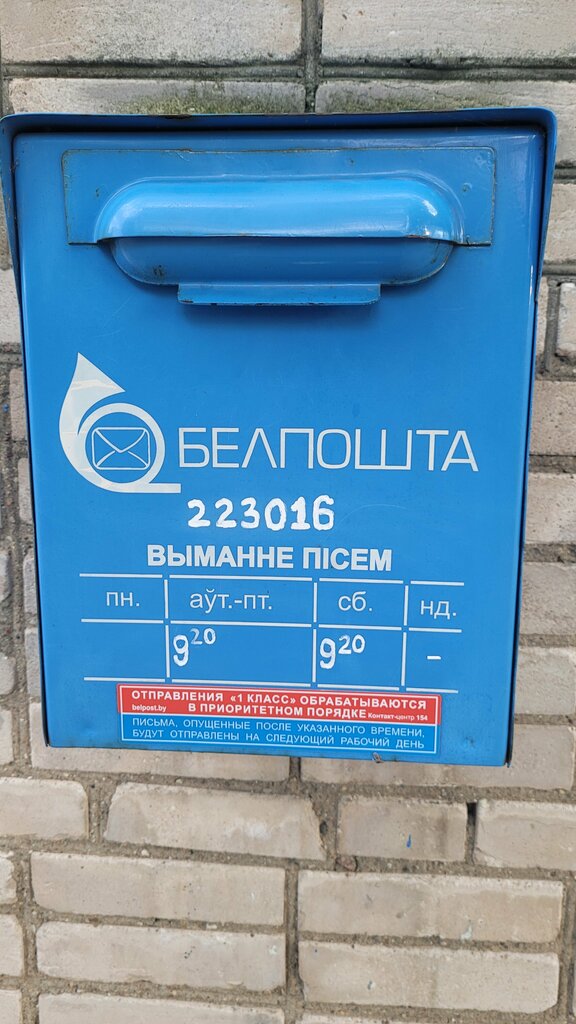 БЕЛПОШТА
223016
ВЫМАННЕ ПІСЕМ
пн. аўт.-пт. сб. нд.
9²⁰ 9²⁰ -
ОТПРАВЛЕНИЯ «1 КЛАСС» ОБРАБАТЫВАЮТСЯ
belpost.by В ПРИОРИТЕТНОМ ПОРЯДКЕ Контакт-центр 154
ПИСЬМА, ОПУЩЕННЫЕ ПОСЛЕ УКАЗАННОГО ВРЕМЕНИ,
БУДУТ ОТПРАВЛЕНЫ НА СЛЕДУЮЩИЙ РАБОЧИЙ ДЕНЬ